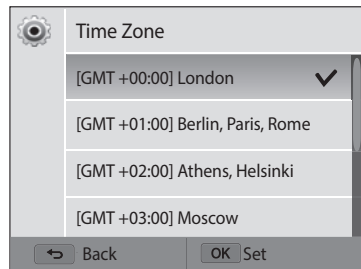 Time Zone
[GMT +00:00] London
[GMT +01:00] Berlin, Paris, Rome
[GMT +02:00] Athens, Helsinki
[GMT +03:00] Moscow
Back OK Set